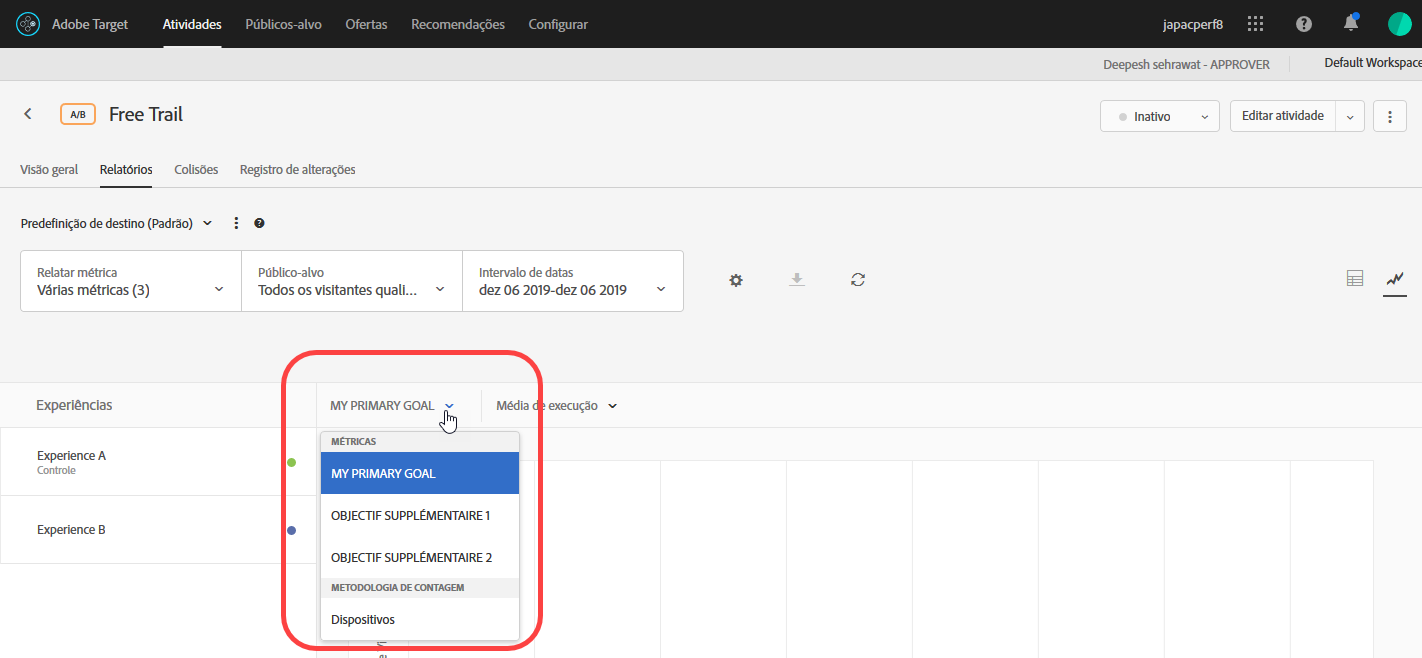 Adobe Target Atividades Públicos-alvo Ofertas Recomendações Configurar japacperf8
Deepesh sehrawat - APPROVER Default Workspace
A/B Free Trail Inativo Editar atividade
Visão geral Relatórios Colisões Registro de alterações
Predefinição de destino (Padrão)
Relatar métrica Público-alvo Intervalo de datas
Várias métricas (3) Todos os visitantes quali... dez 06 2019-dez 06 2019
Experiências MY PRIMARY GOAL Média de execução
MÉTRICAS
Experience A
Controle
MY PRIMARY GOAL
OBJECTIF SUPPLÉMENTAIRE 1
Experience B
OBJECTIF SUPPLÉMENTAIRE 2
METODOLOGIA DE CONTAGEM
Dispositivos